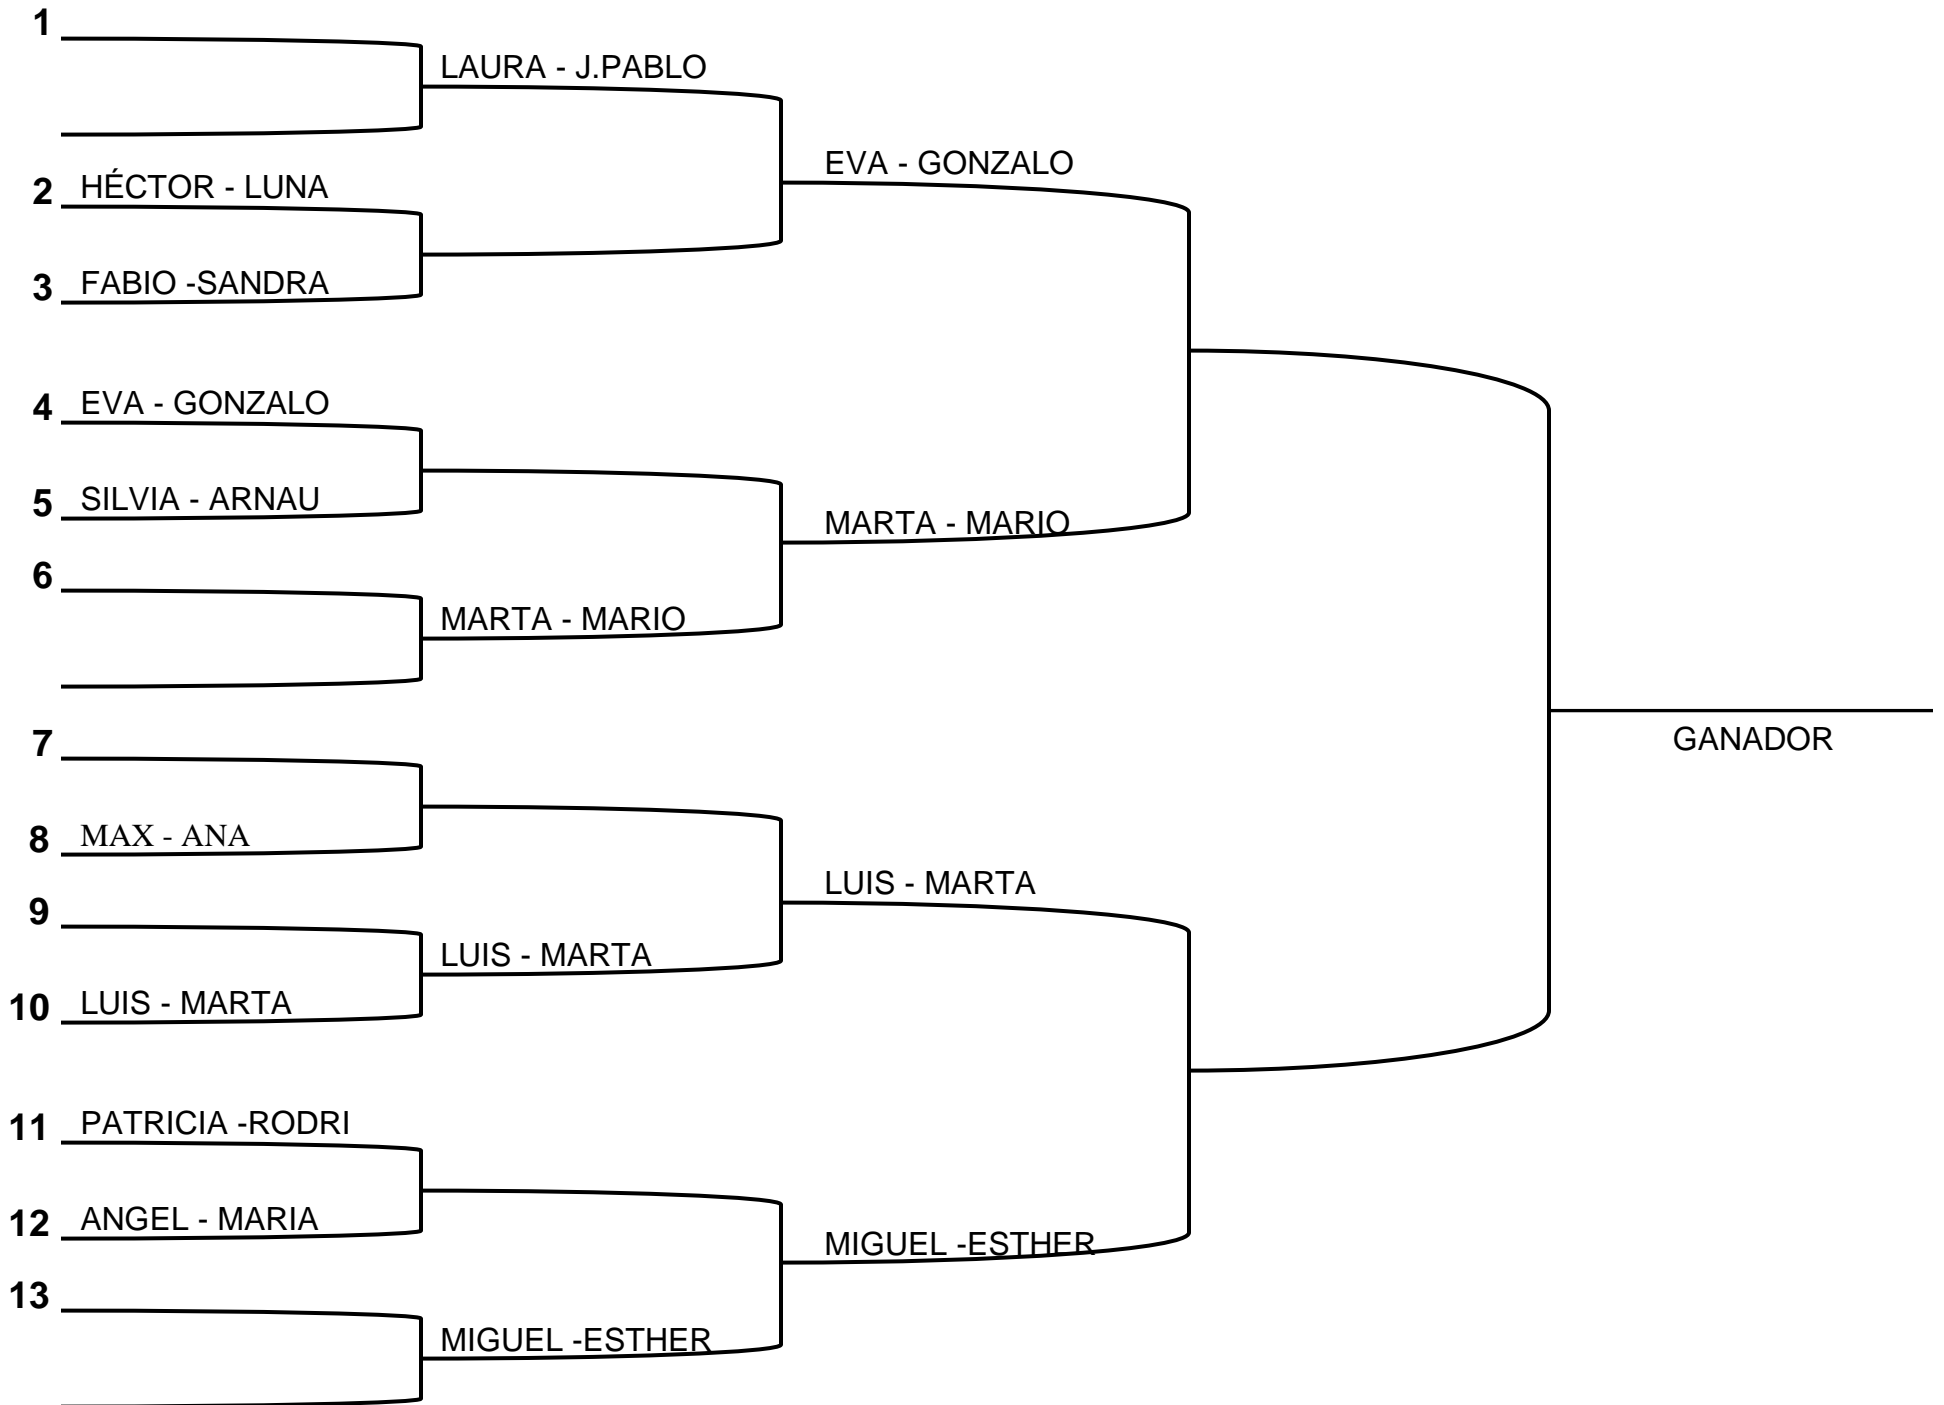 1
LAURA - J.PABLO
EVA - GONZALO
2 HÉCTOR - LUNA
3 FABIO -SANDRA
4 EVA - GONZALO
5 SILVIA - ARNAU
MARTA - MARIO
6
MARTA - MARIO
7
GANADOR
8 MAX - ANA
LUIS - MARTA
9
LUIS - MARTA
10 LUIS - MARTA
11 PATRICIA -RODRI
12 ANGEL - MARIA
MIGUEL -ESTHER
13
MIGUEL -ESTHER